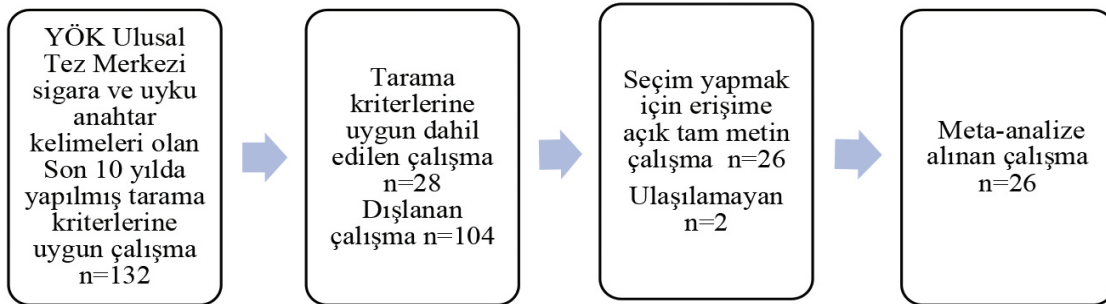 YÖK Ulusal
Tez Merkezi
sigara ve uyku
anahtar
kelimeleri olan
Son 10 yılda
yapılmış tarama
kriterlerine
uygun çalışma
n=132
Tarama
kriterlerine
uygun dahil
edilen çalışma
n=28
Dışlanan
çalışma n=104
Seçim yapmak
için erişime
açık tam metin
çalışma n=26
Ulaşılamayan
n=2
Meta-analize
alınan çalışma
n=26